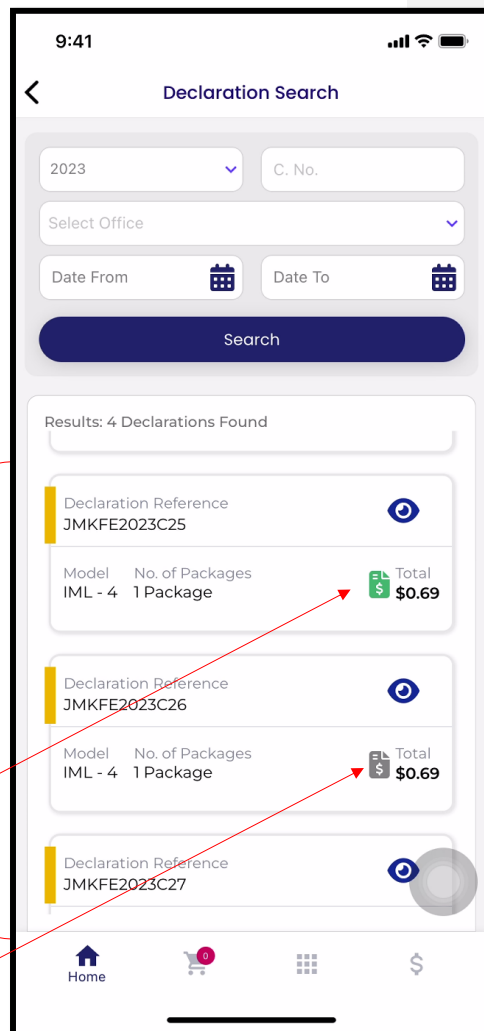 9:41
Declaration Search
2023
C. No.
Select Office
Date From
Date To
Search
Results: 4 Declarations Found
Declaration Reference
JMKFE2023C25
Model No. of Packages Total
IML - 4 1 Package $ $0.69
Declaration Reference
JMKFE2023C26
Model No. of Packages Total
IML - 4 1 Package $ $0.69
Declaration Reference
JMKFE2023C27
0
$
Home